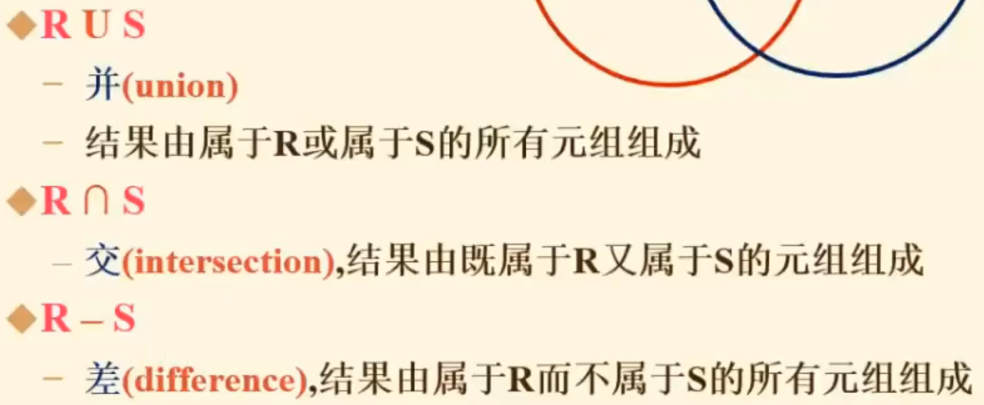 ◆R U S
– 并(union)
– 结果由属于R或属于S的所有元组组成
◆R ∩ S
– 交(intersection),结果由既属于R又属于S的元组组成
◆R – S
– 差(difference),结果由属于R而不属于S的所有元组组成